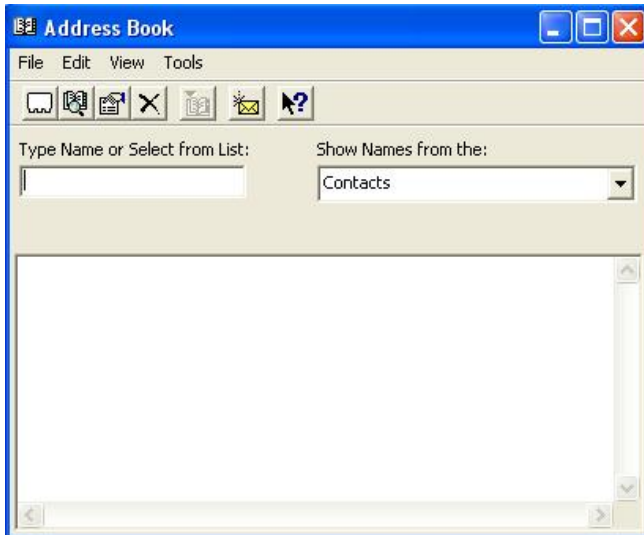 Address Book
File Edit View Tools
Type Name or Select from List: Show Names from the:
Contacts